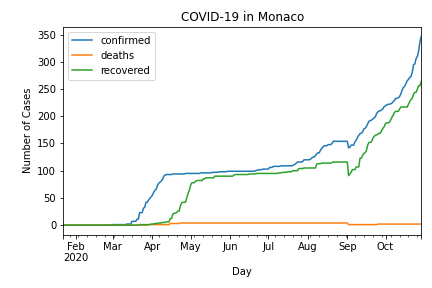 COVID-19 in Monaco
confirmed
deaths
recovered
Number of Cases
350
300
250
200
150
100
50
0
Feb Mar Apr May Jun Jul Aug Sep Oct
2020
Day